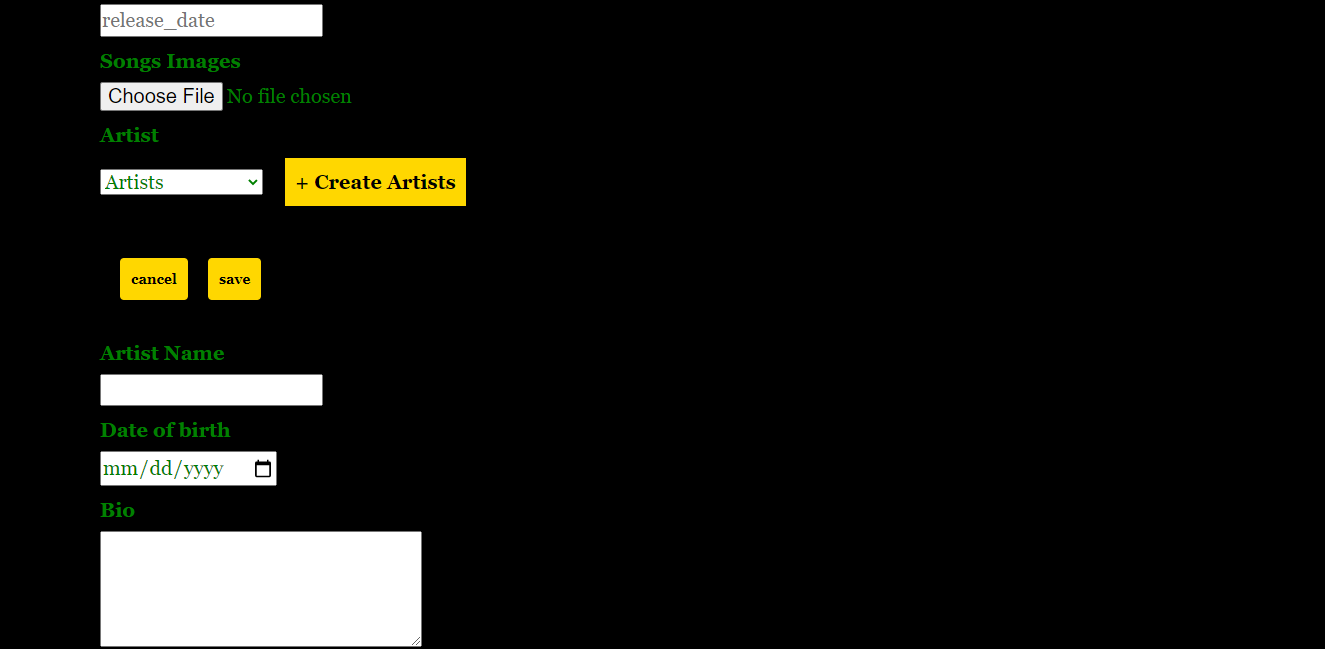 release_date
Songs Images
Choose File No file chosen
Artist
Artists + Create Artists
cancel save
Artist Name
Date of birth
mm/dd/yyyy
Bio